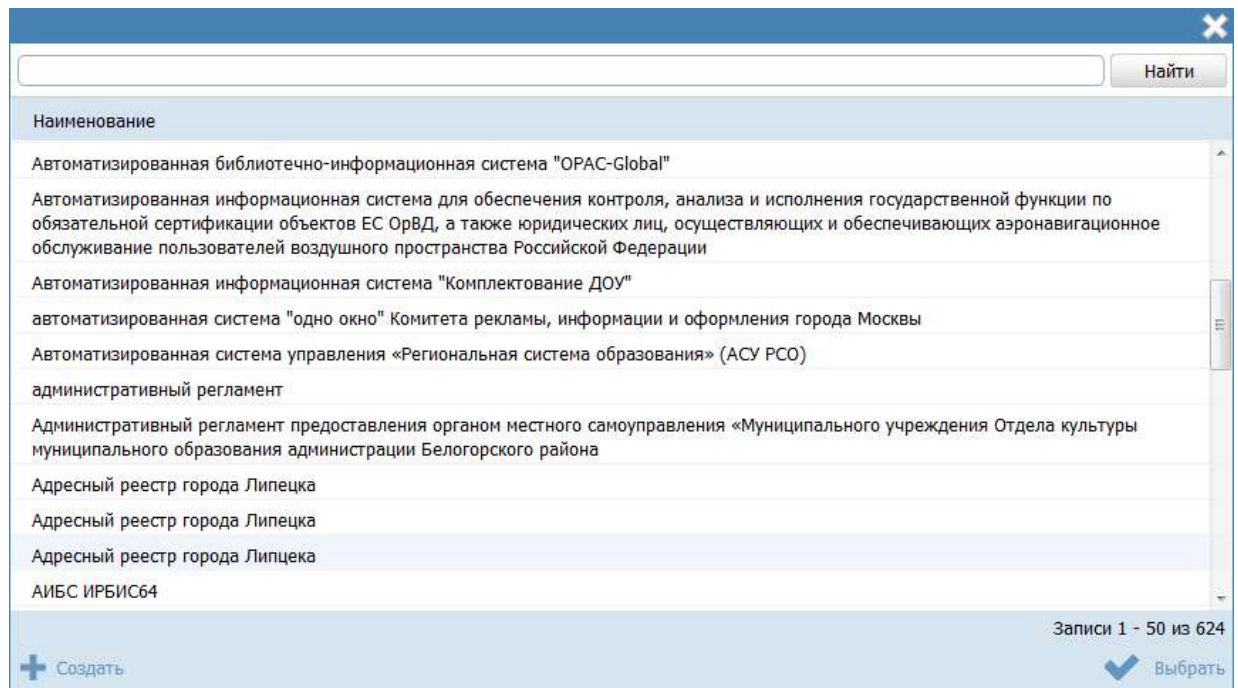 Найти
Наименование
Автоматизированная библиотечно-информационная система "OPAC-Global"
Автоматизированная информационная система для обеспечения контроля, анализа и исполнения государственной функции по
обязательной сертификации объектов ЕС ОрВД, а также юридических лиц, осуществляющих и обеспечивающих аэронавигационное
обслуживание пользователей воздушного пространства Российской Федерации
Автоматизированная информационная система "Комплектование ДОУ"
автоматизированная система "одно окно" Комитета рекламы, информации и оформления города Москвы
Автоматизированная система управления «Региональная система образования» (АСУ РСО)
административный регламент
Административный регламент предоставления органом местного самоуправления «Муниципального учреждения Отдела культуры
муниципального образования администрации Белогорского района
Адресный реестр города Липецка
Адресный реестр города Липецка
Адресный реестр города Липцека
АИБС ИРБИС64
Записи 1 - 50 из 624
Создать
Выбрать